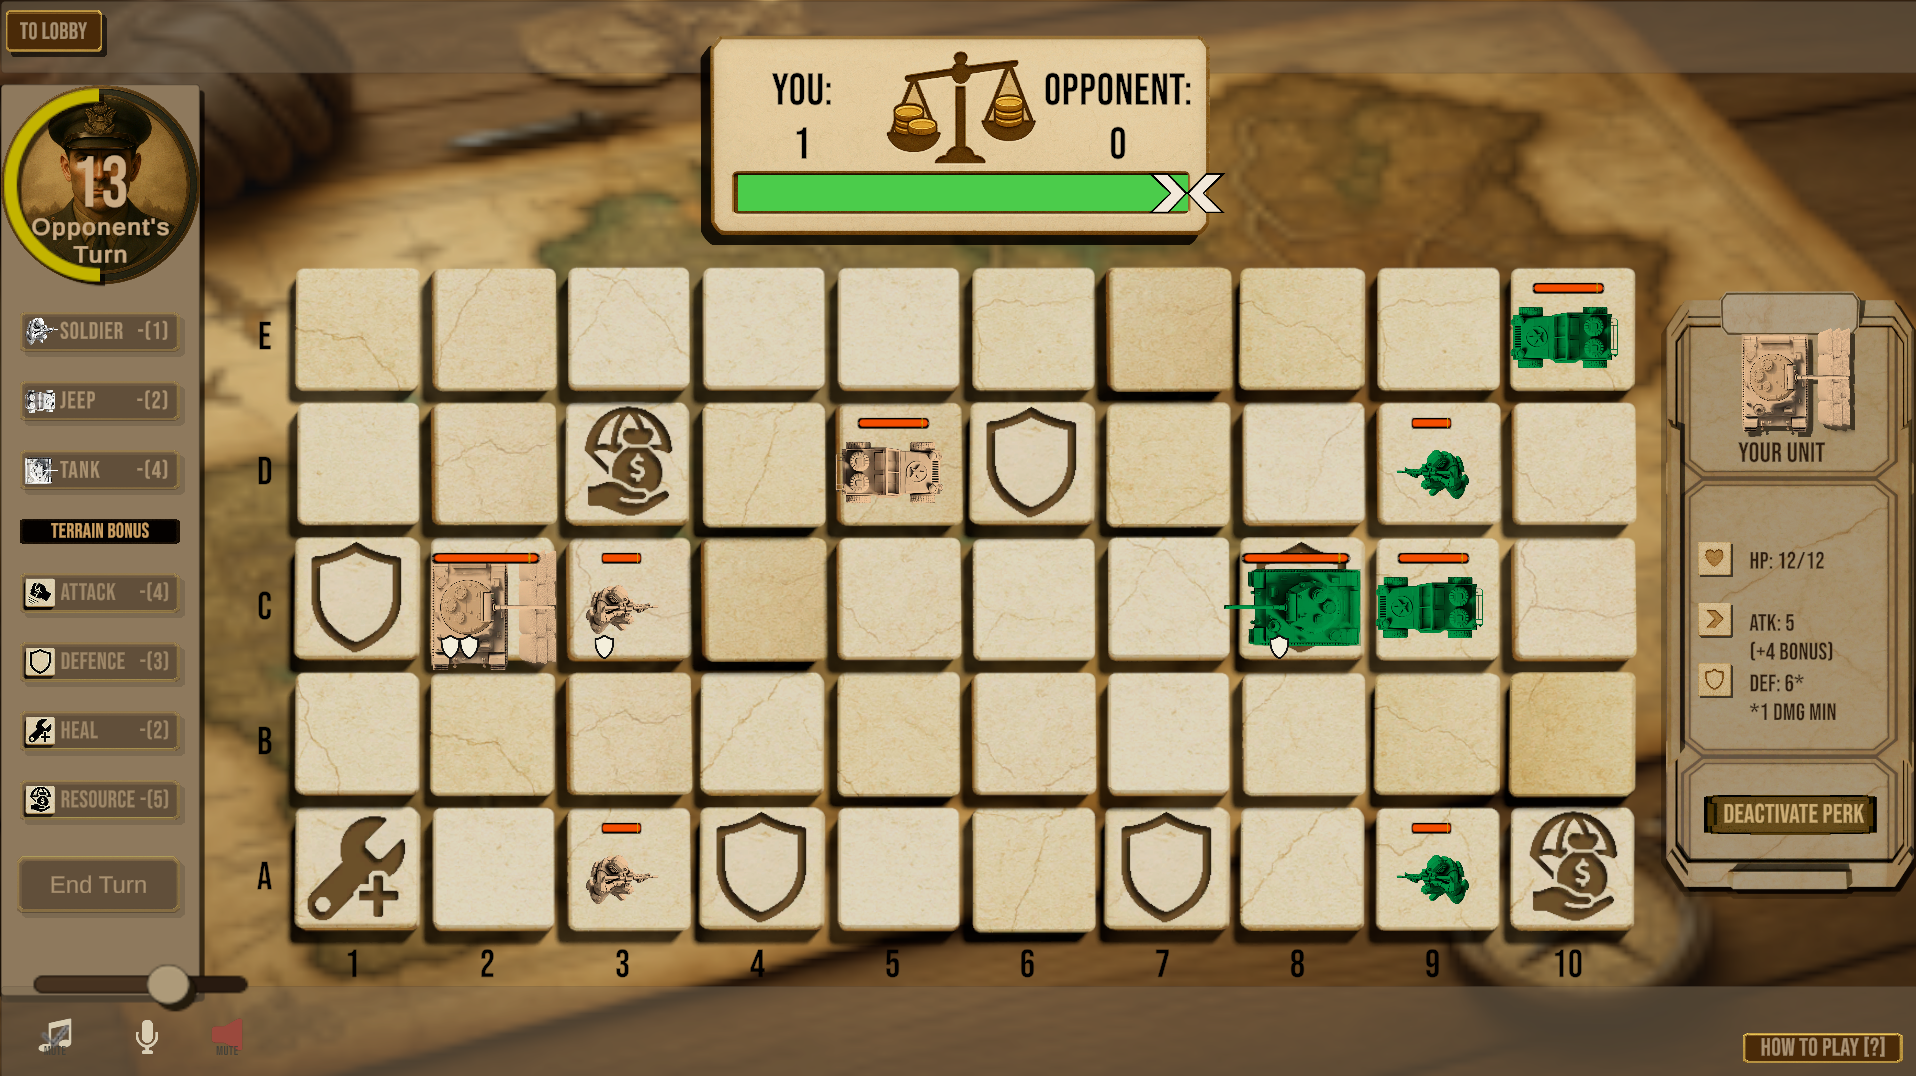 TO LOBBY
YOU:
1
OPPONENT:
0
13
Opponent's
Turn
SOLDIER -(1)
JEEP -(2)
TANK -(4)
TERRAIN BONUS
ATTACK -(4)
DEFENCE -(3)
HEAL -(2)
RESOURCE -(5)
End Turn
E
D
C
B
A
1 2 3 4 5 6 7 8 9 10
YOUR UNIT
HP: 12/12
ATK: 5
(+4 BONUS)
DEF: 6*
*1 DMG MIN
DEACTIVATE PERK
MUTE
MUTE
HOW TO PLAY [?]